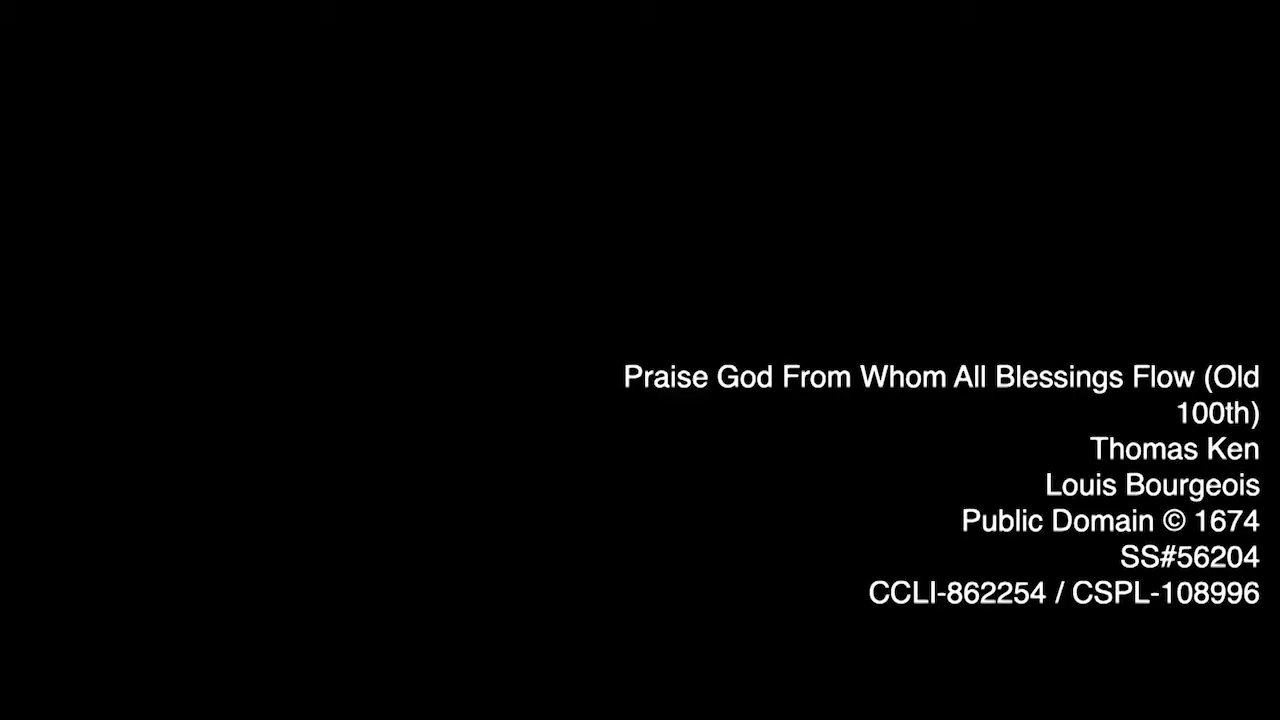 Praise God From Whom All Blessings Flow (Old
100th)
Thomas Ken
Louis Bourgeois
Public Domain © 1674
SS#56204
CCLI-862254 / CSPL-108996